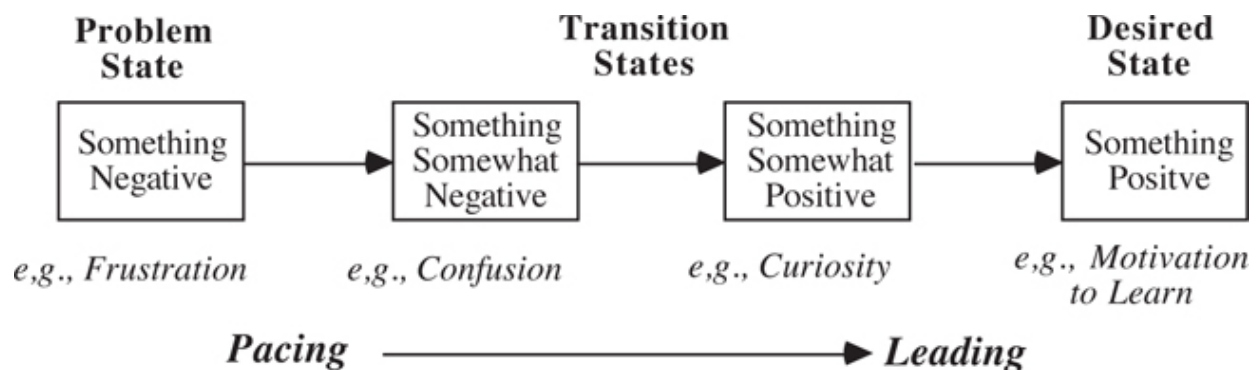 Problem
State
Transition
States
Desired
State
Something
Negative
Something
Somewhat
Negative
Something
Somewhat
Positive
Something
Positve
e,g., Frustration
e,g., Confusion
e,g., Curiosity
e,g., Motivation
to Learn
Pacing
Leading